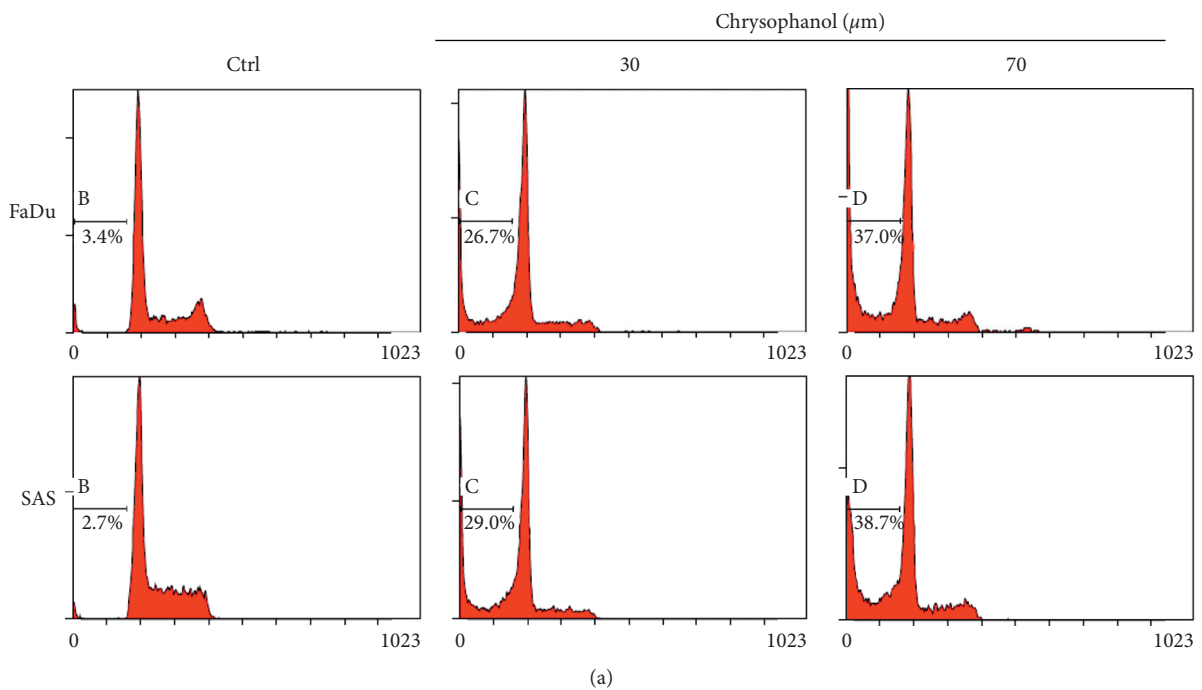 Chrysophanol (μm)
Ctrl 30 70
FaDu
B
3.4%
0 1023
C
26.7%
0 1023
D
37.0%
0 1023
SAS
B
2.7%
0 1023
C
29.0%
0 1023
D
38.7%
0 1023
(a)